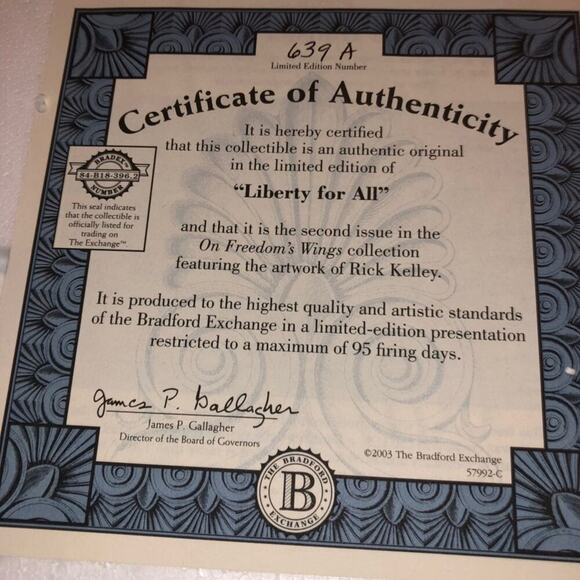 639 A
Limited Edition Number
Certificate of Authenticity
It is hereby certified
that this collectible is an authentic original
in the limited edition of
"Liberty for All"
BRADEX
84-B18-396.2
NUMBER
This seal indicates
that the collectible is
officially listed for
trading on
The Exchange™.
and that it is the second issue in the
On Freedom's Wings collection
featuring the artwork of Rick Kelley.
It is produced to the highest quality and artistic standards
of the Bradford Exchange in a limited-edition presentation
restricted to a maximum of 95 firing days.
James P. Gallagher
James P. Gallagher
Director of the Board of Governors
©2003 The Bradford Exchange
57992-C
THE BRADFORD
B
EXCHANGE